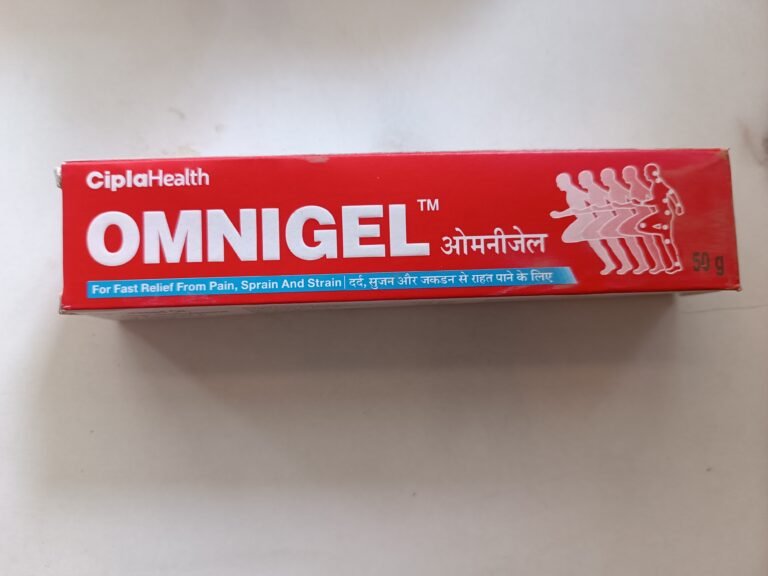 CiplaHealth
OMNIGEL™ ओमनीजेल
50 g
For Fast Relief From Pain, Sprain And Strain | दर्द, सुजन और जकडन से राहत पाने के लिए